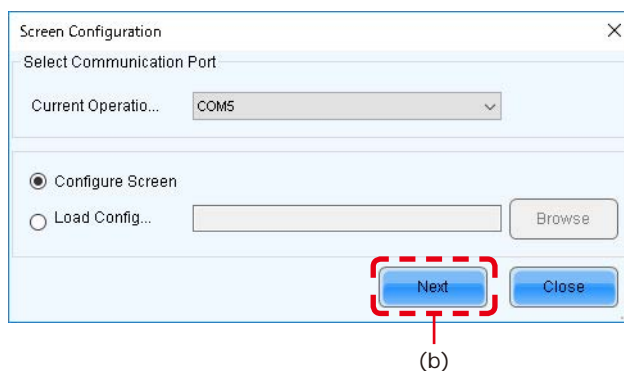 Screen Configuration
Select Communication Port
Current Operatio... COM5
Configure Screen
Load Config... Browse
Next Close
(b)